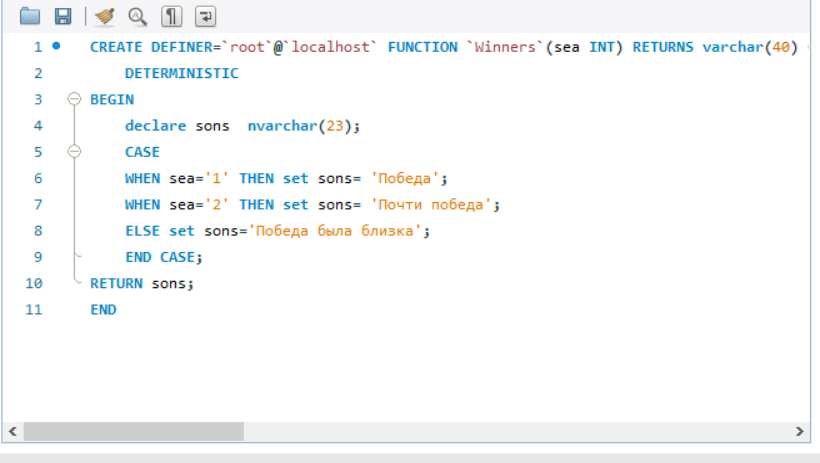 1 CREATE DEFINER=`root`@`localhost` FUNCTION `Winners`(sea INT) RETURNS varchar(40)
2 DETERMINISTIC
3 BEGIN
4 declare sons  nvarchar(23);
5 CASE
6 WHEN sea='1' THEN set sons= 'Победа';
7 WHEN sea='2' THEN set sons= 'Почти победа';
8 ELSE set sons='Победа была близка';
9 END CASE;
10 RETURN sons;
11 END